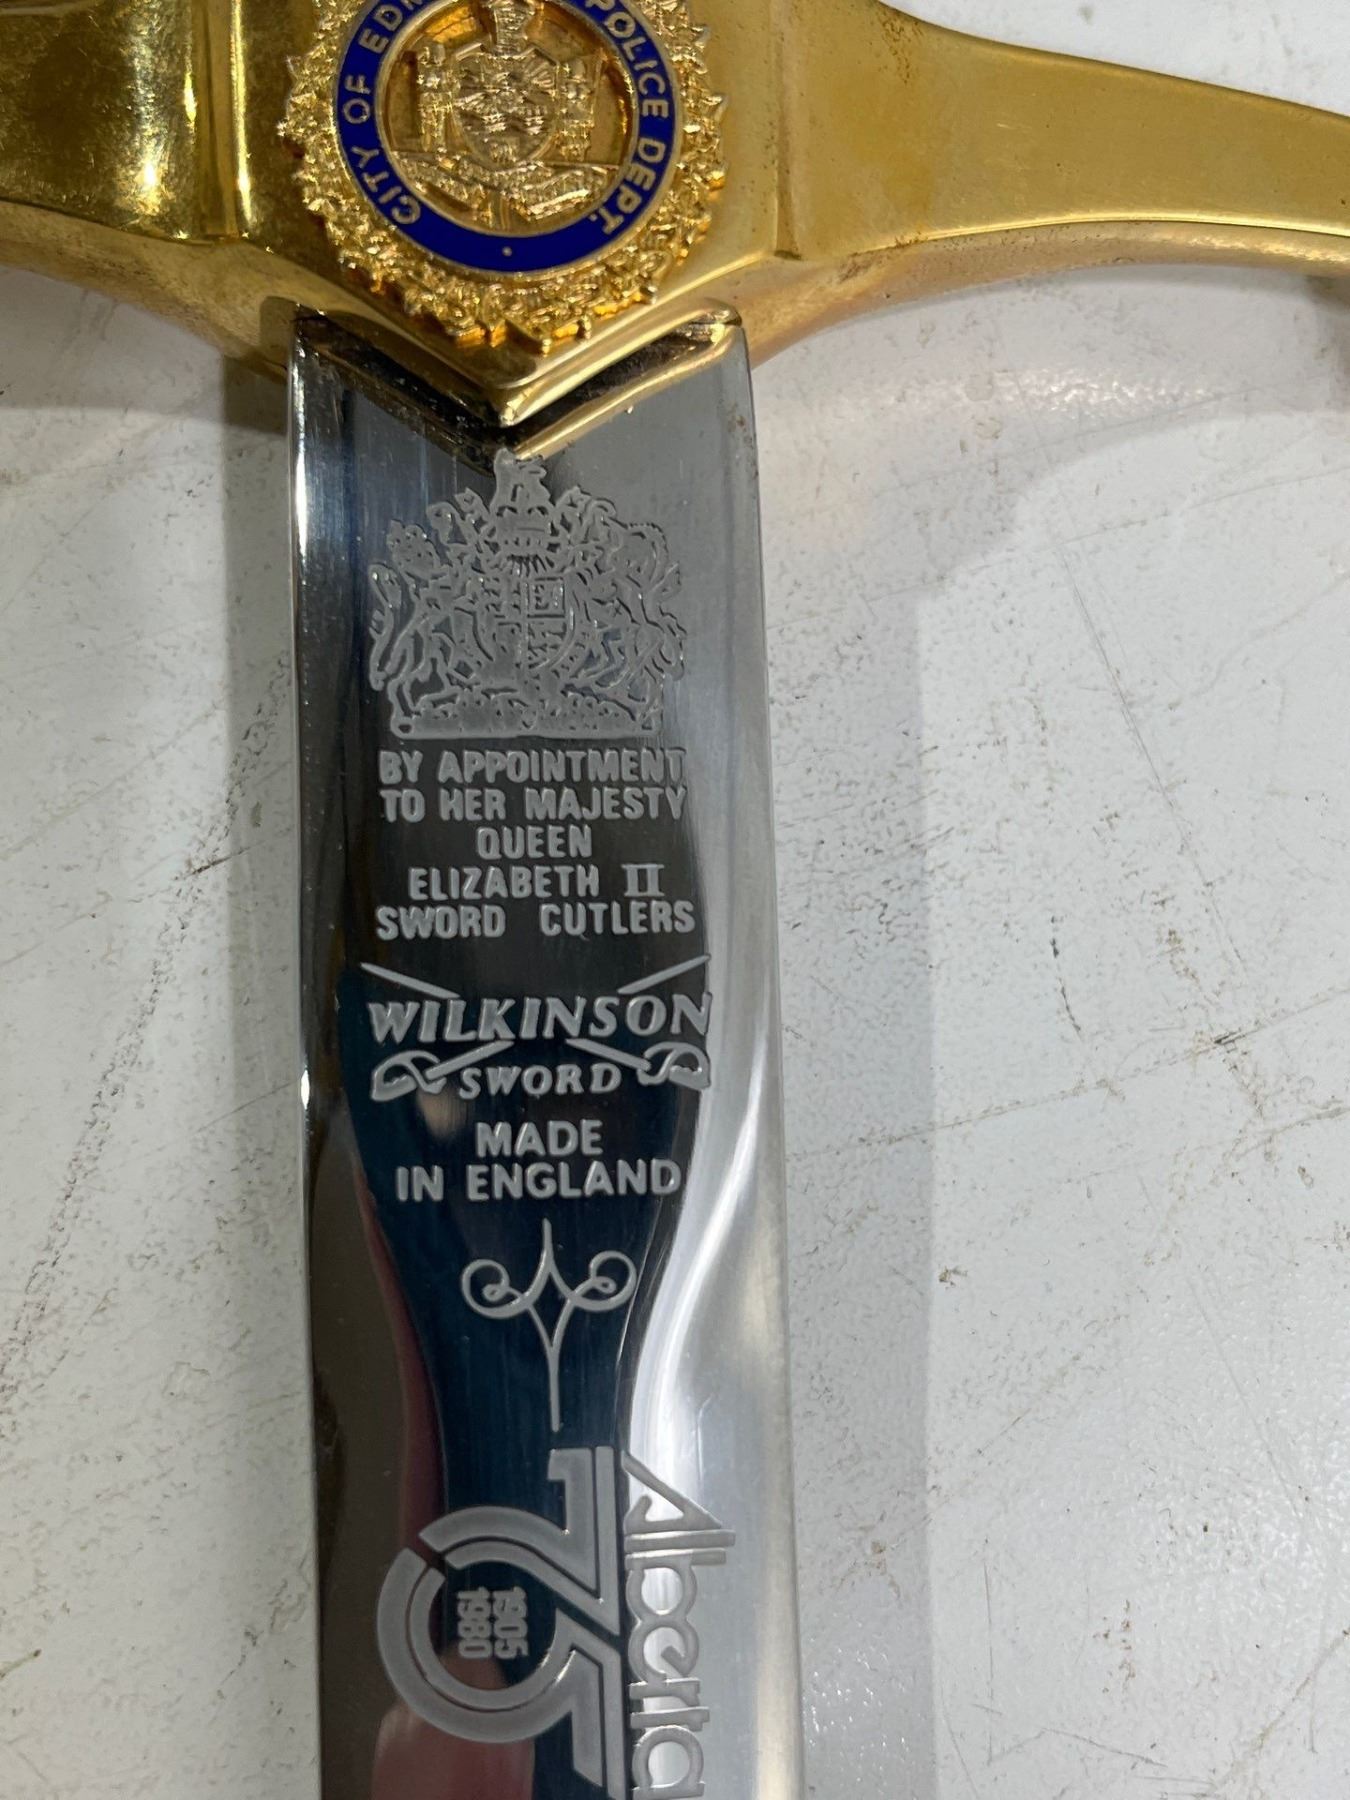 CITY OF EDM POLICE DEPT.
BY APPOINTMENT
TO HER MAJESTY
QUEEN
ELIZABETH II
SWORD CUTLERS
WILKINSON
SWORD
MADE
IN ENGLAND
Alberta
75
1905
1980